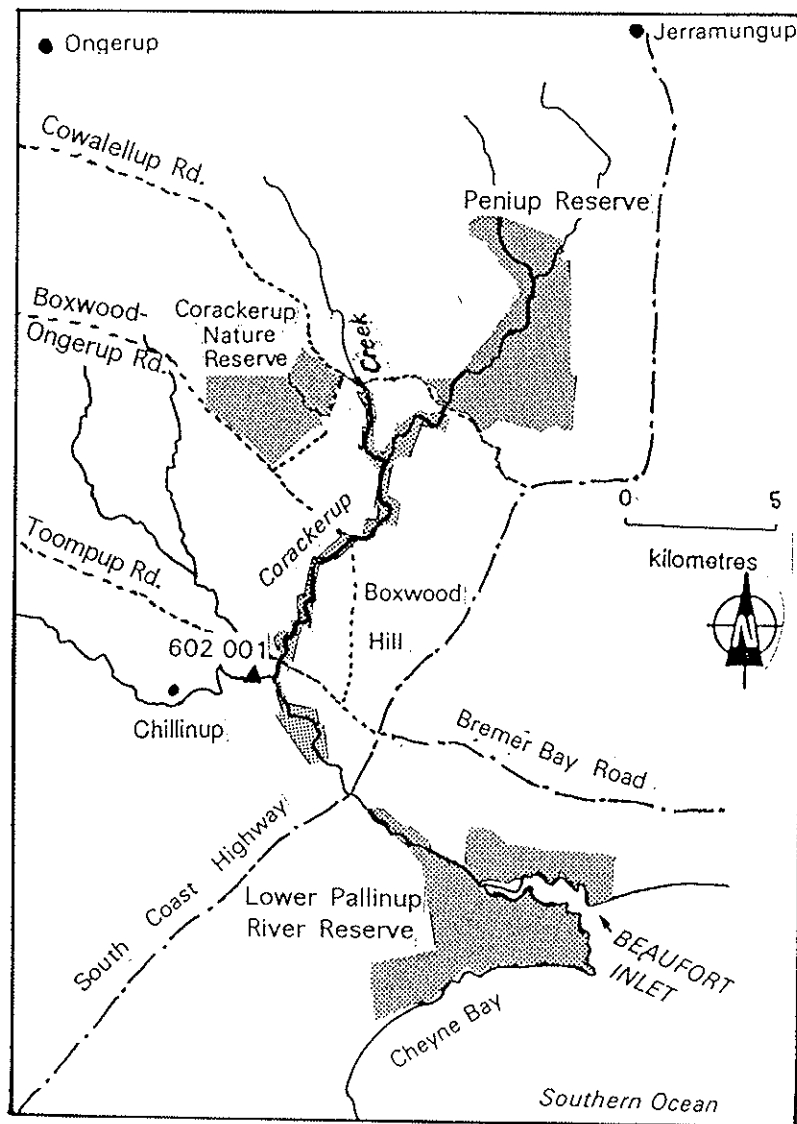 Ongerup
Jerramungup
Cowalellup Rd.
Peniup Reserve
Boxwood-
Ongerup Rd.
Corackerup
Nature
Reserve
Creek
Corackerup
0 5
kilometres
Toompup Rd.
Boxwood
Hill
N
602 001
Chillinup
Bremer Bay Road
South Coast Highway
Lower Pallinup
River Reserve
BEAUFORT
INLET
Cheyne Bay
Southern Ocean